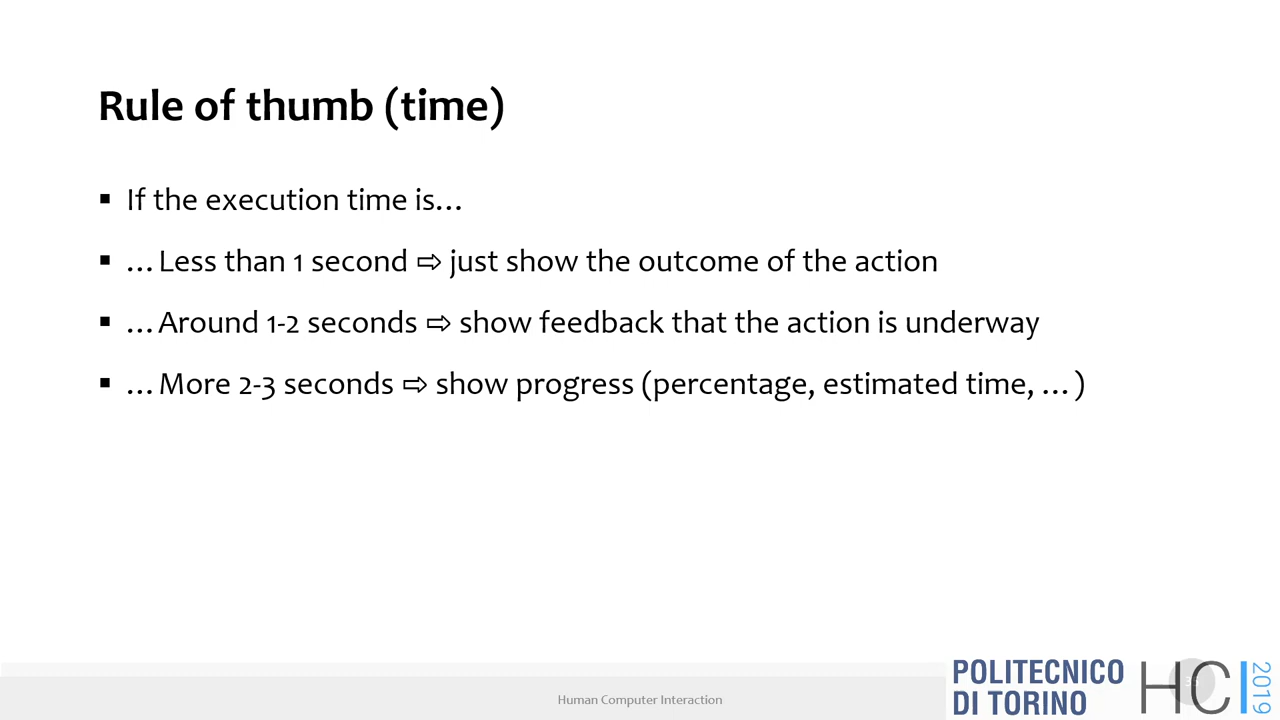 Rule of thumb (time)
▪ If the execution time is…
▪ …Less than 1 second ⇨ just show the outcome of the action
▪ …Around 1-2 seconds ⇨ show feedback that the action is underway
▪ …More 2-3 seconds ⇨ show progress (percentage, estimated time, …)
Human Computer Interaction
POLITECNICO
DI TORINO
HCI
2019